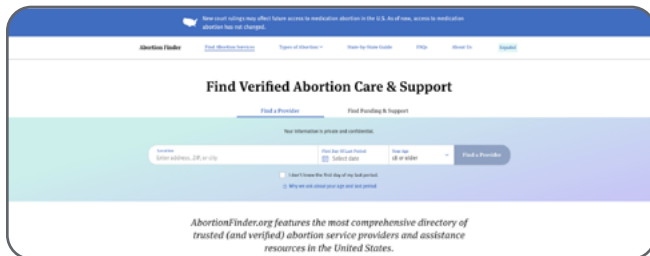 New court rulings may affect future access to medication abortion in the U.S. As of now, access to medication
abortion has not changed.
Abortion Finder Find Abortion Services Types of Abortion State-by-State Guide FAQs About Us Español
Find Verified Abortion Care & Support
Find a Provider Find Funding & Support
Your information is private and confidential.
Location First Day Of Last Period Your Age
Enter address, ZIP, or city Select date 18 or older Find a Provider
I don't know the first day of my last period.
Why we ask about your age and last period
AbortionFinder.org features the most comprehensive directory of
trusted (and verified) abortion service providers and assistance
resources in the United States.